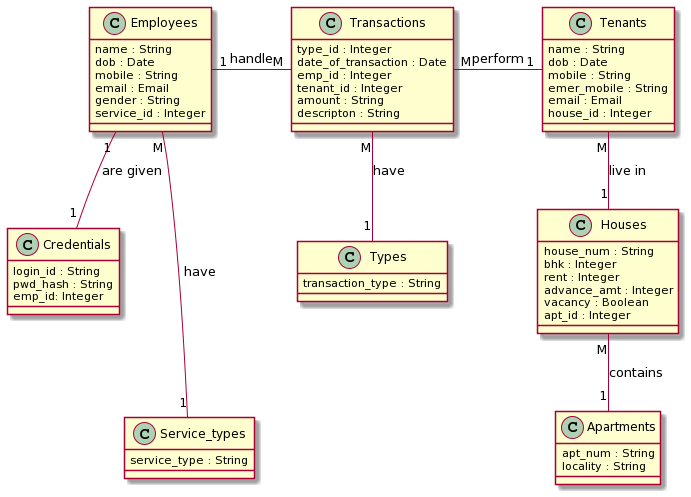 C Employees
name : String
dob : Date
mobile : String
email : Email
gender : String
service_id : Integer
1 handle M
C Transactions
type_id : Integer
date_of_transaction : Date
emp_id : Integer
tenant_id : Integer
amount : String
descripton : String
M perform 1
C Tenants
name : String
dob : Date
mobile : String
emer_mobile : String
email : Email
house_id : Integer
1
are given
1
M
have
1
M
have
1
M
live in
1
C Credentials
login_id : String
pwd_hash : String
emp_id: Integer
C Types
transaction_type : String
C Houses
house_num : String
bhk : Integer
rent : Integer
advance_amt : Integer
vacancy : Boolean
apt_id : Integer
M
contains
1
C Service_types
service_type : String
C Apartments
apt_num : String
locality : String